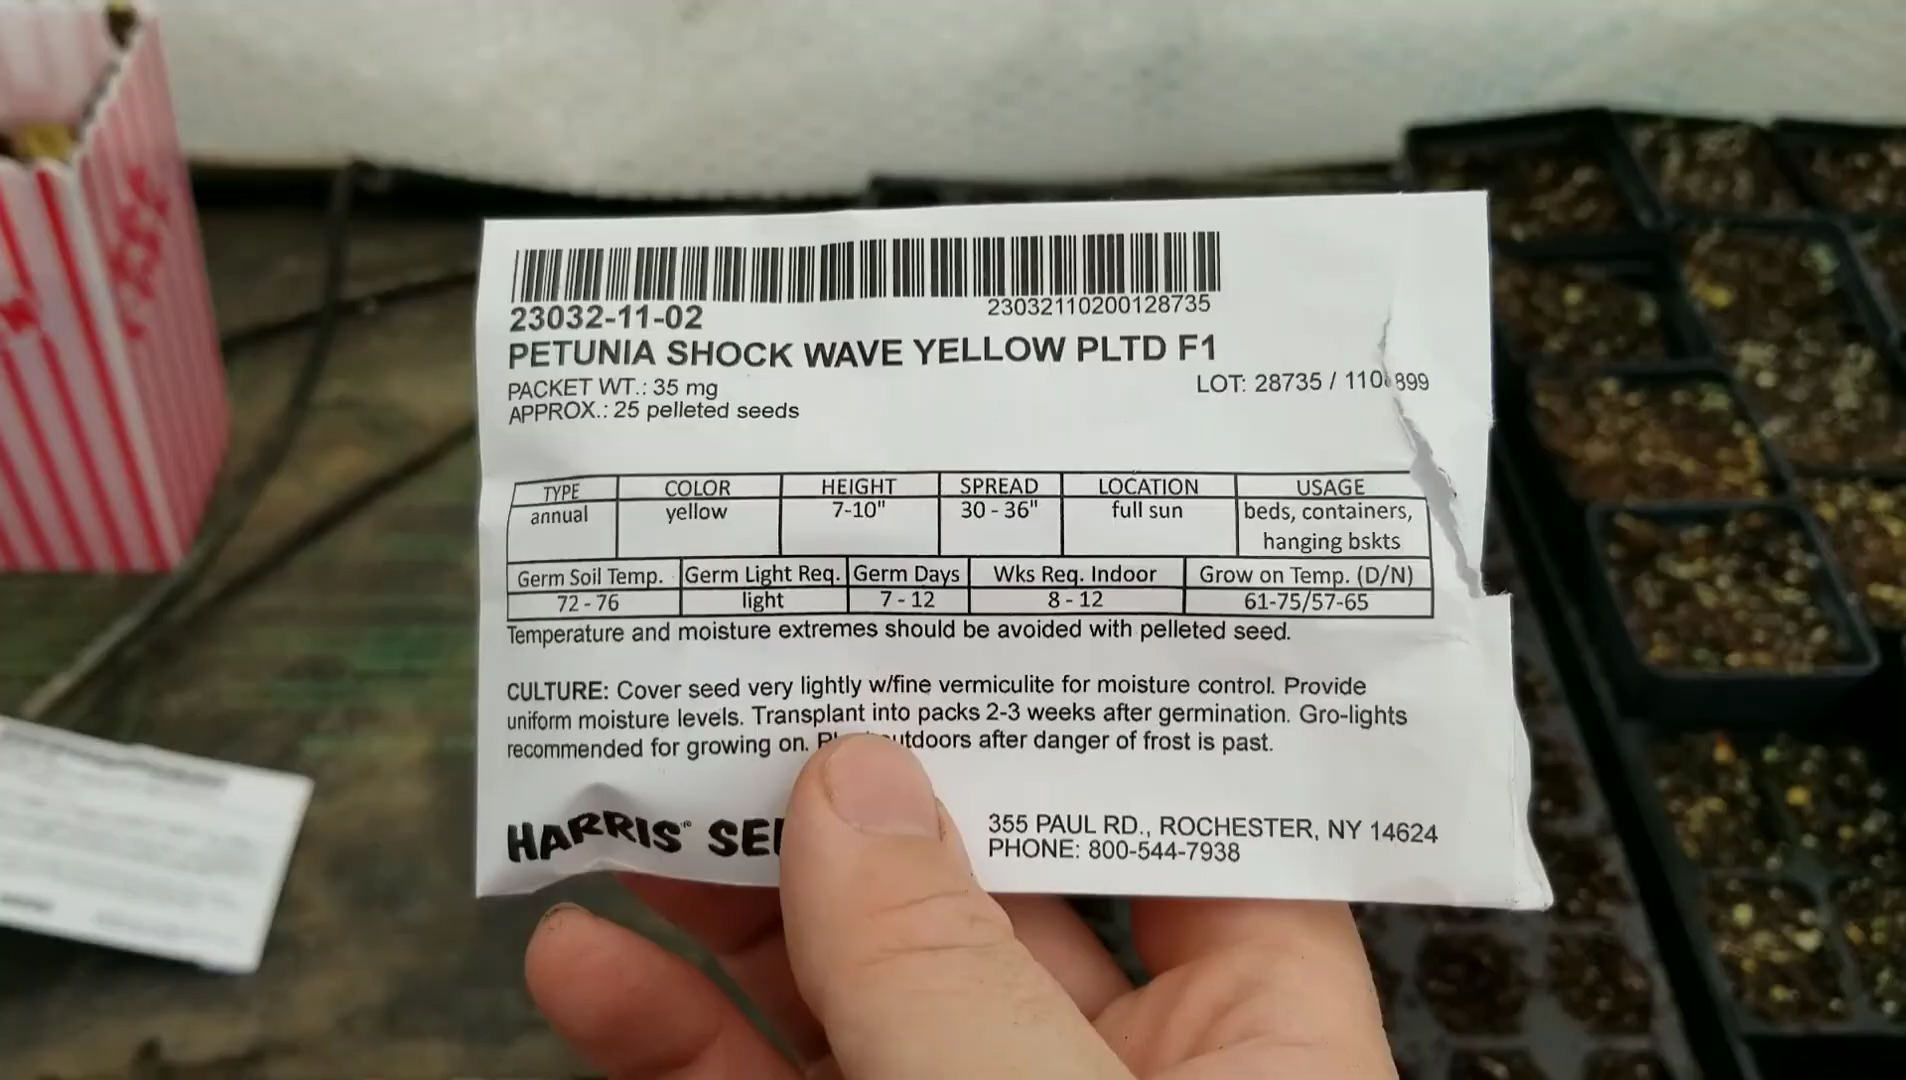 23032-11-02
23032110200128735
PETUNIA SHOCK WAVE YELLOW PLTD F1
PACKET WT.: 35 mg
LOT: 28735 / 110 899
APPROX.: 25 pelleted seeds
TYPE COLOR HEIGHT SPREAD LOCATION USAGE
annual yellow 7-10" 30 - 36" full sun beds, containers,
hanging bskts
Germ Soil Temp. Germ Light Req. Germ Days Wks Req. Indoor Grow on Temp. (D/N)
72 - 76 light 7 - 12 8 - 12 61-75/57-65
Temperature and moisture extremes should be avoided with pelleted seed.
CULTURE: Cover seed very lightly w/fine vermiculite for moisture control. Provide
uniform moisture levels. Transplant into packs 2-3 weeks after germination. Gro-lights
recommended for growing on. after danger of frost is past.
HARRIS
355 PAUL RD., ROCHESTER, NY 14624
PHONE: 800-544-7938